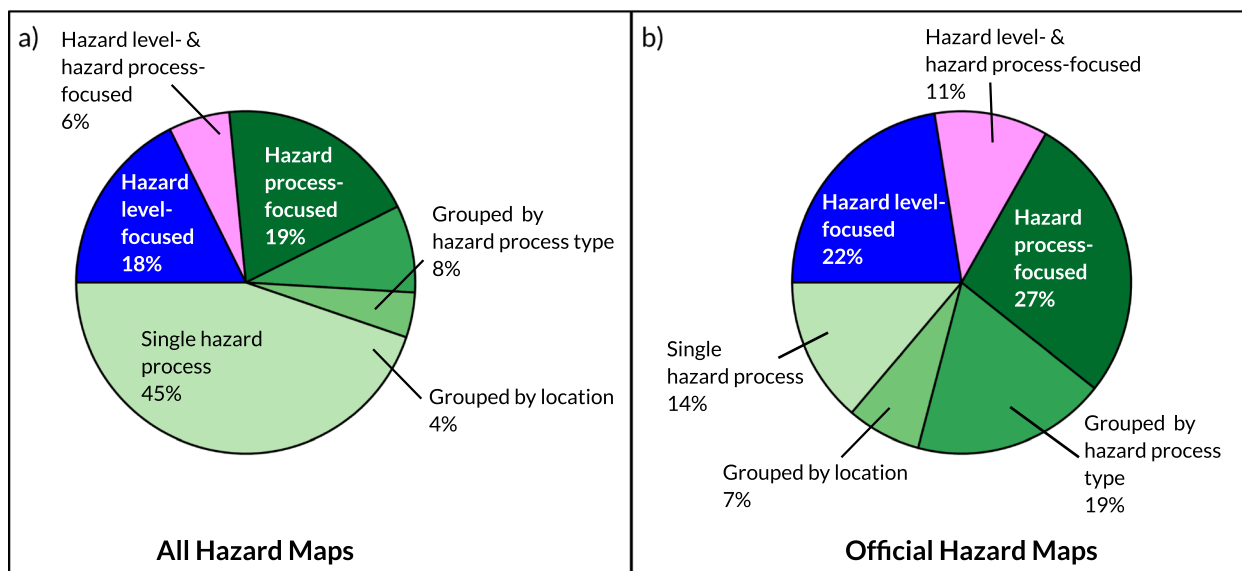 a)
Hazard level- &
hazard process-
focused
6%
Hazard
process-
focused
19%
Hazard
level-
focused
18%
Grouped by
hazard process type
8%
Single hazard
process
45%
Grouped by location
4%
All Hazard Maps
b)
Hazard level- &
hazard process-focused
11%
Hazard level-
focused
22%
Hazard
process-
focused
27%
Single
hazard process
14%
Grouped by location
7%
Grouped by
hazard process
type
19%
Official Hazard Maps